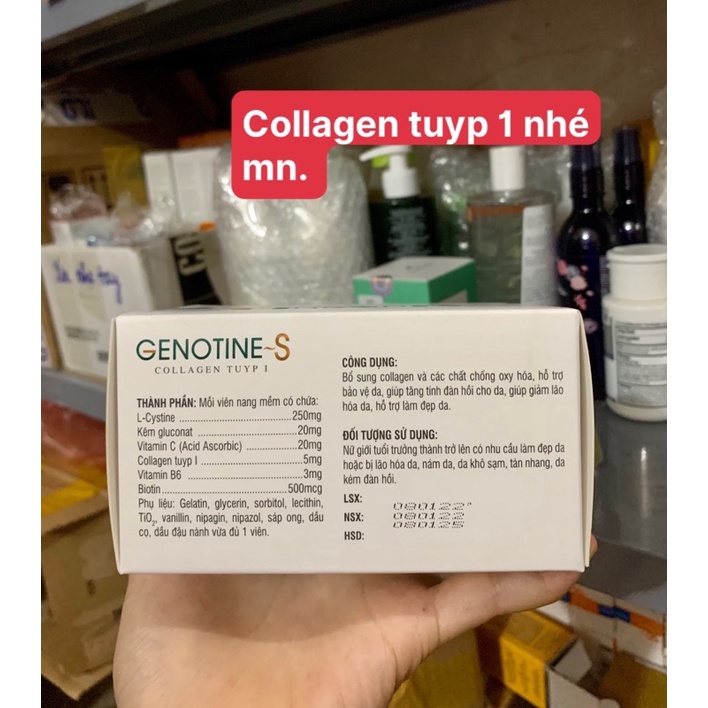 Collagen tuyp 1 nhé
mn.
GENOTINE~S
COLLAGEN TUYP I
THÀNH PHẦN: Mỗi viên nang mềm có chứa:
L-Cystine ........................250mg
Kẽm gluconat ........................20mg
Vitamin C (Acid Ascorbic) ..................20mg
Collagen tuyp I ........................5mg
Vitamin B6 ........................3mg
Biotin ........................500mcg
Phụ liệu: Gelatin, glycerin, sorbitol, lecithin,
TiO2, vanillin, nipagin, nipazol, sáp ong, dầu
cọ, dầu đậu nành vừa đủ 1 viên.
CÔNG DỤNG:
Bổ sung collagen và các chất chống oxy hóa, hỗ trợ
bảo vệ da, giúp tăng tính đàn hồi cho da, giúp giảm lão
hóa da, hỗ trợ làm đẹp da.
ĐỐI TƯỢNG SỬ DỤNG:
Nữ giới tuổi trưởng thành trở lên có nhu cầu làm đẹp da
hoặc bị lão hóa da, nám da, da khô sạm, tàn nhang, da
kém đàn hồi.
LSX: 080122"
NSX: 080122
HSD: 080125